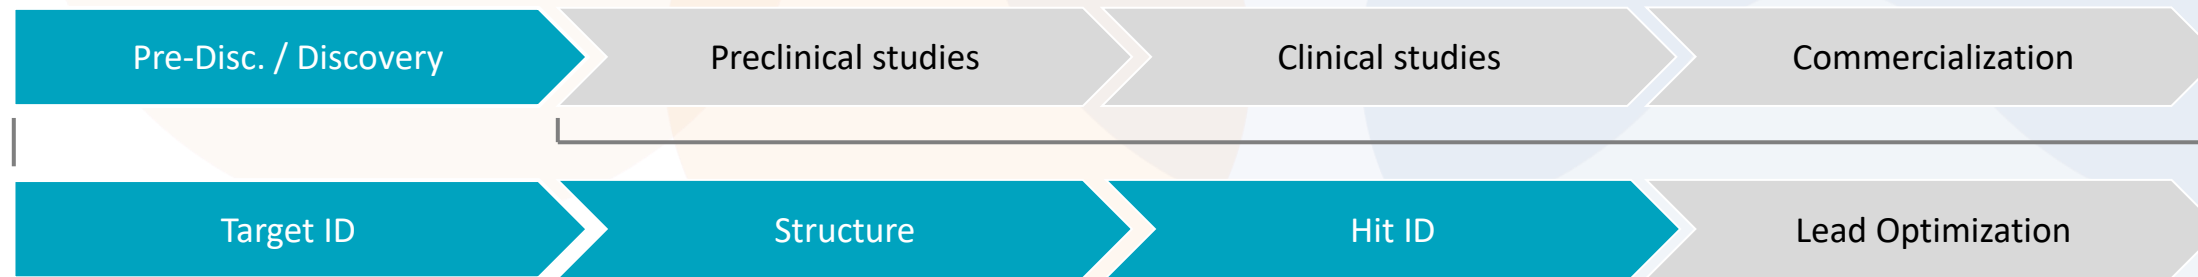 Pre-Disc. / Discovery
Preclinical studies
Clinical studies
Commercialization
Target ID
Structure
Hit ID
Lead Optimization